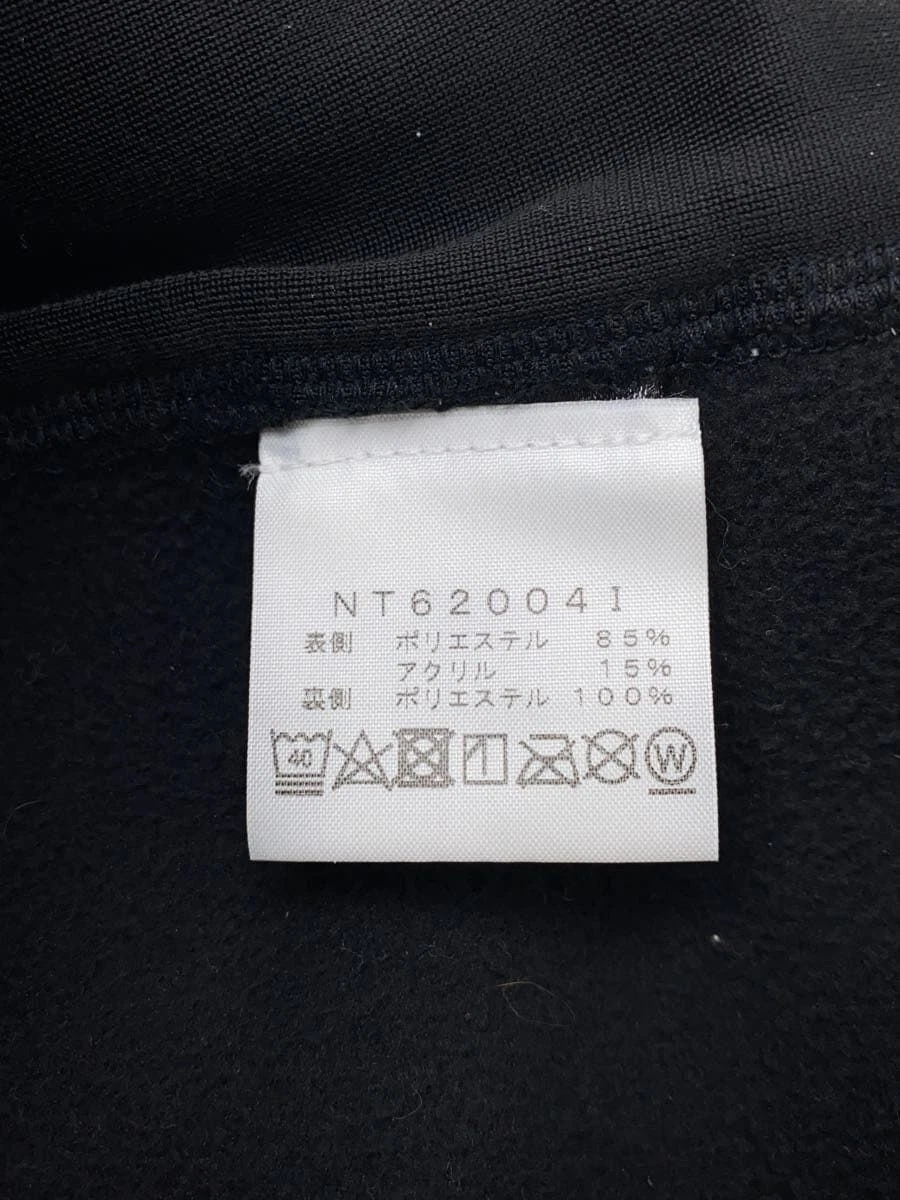 NT62004I
表側 ポリエステル 85%
アクリル 15%
裏側 ポリエステル 100%
40 W